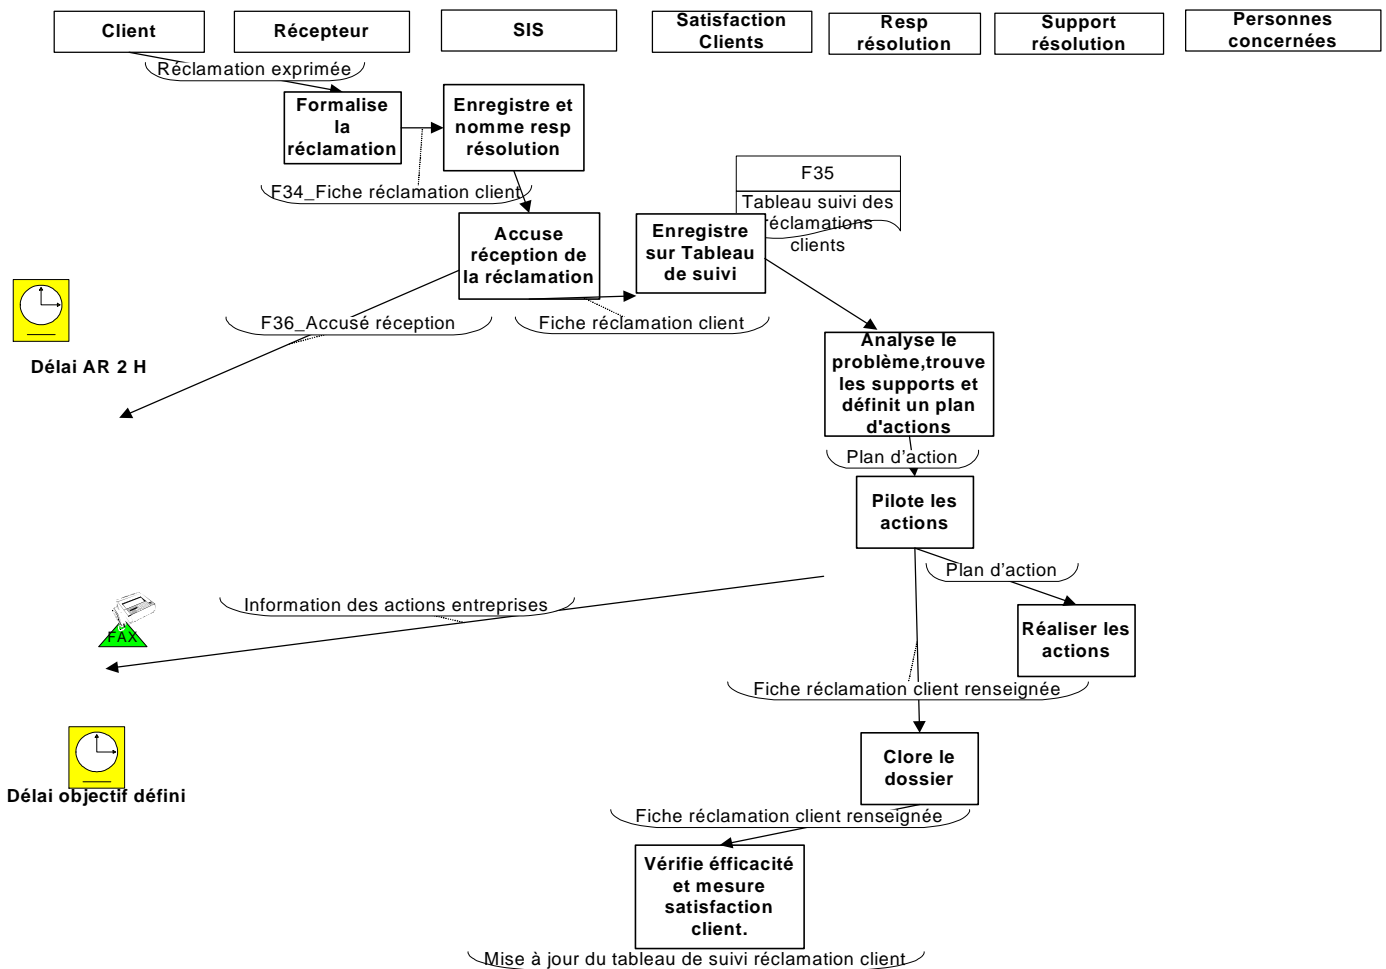 Client
Récepteur
SIS
Satisfaction
Clients
Resp
résolution
Support
résolution
Personnes
concernées
Réclamation exprimée
Formalise
la
réclamation
Enregistre et
nomme resp
résolution
F34_Fiche réclamation client
F35
Tableau suivi des
réclamations
clients
Accuse
réception de
la réclamation
Enregistre
sur Tableau
de suivi
F36_Accusé réception
Fiche réclamation client
Délai AR 2 H
Analyse le
problème,trouve
les supports et
définit un plan
d'actions
Plan d’action
Pilote les
actions
Plan d’action
Information des actions entreprises
FAX
Réaliser les
actions
Fiche réclamation client renseignée
Clore le
dossier
Délai objectif défini
Fiche réclamation client renseignée
Vérifie éfficacité
et mesure
satisfaction
client.
Mise à jour du tableau de suivi réclamation client